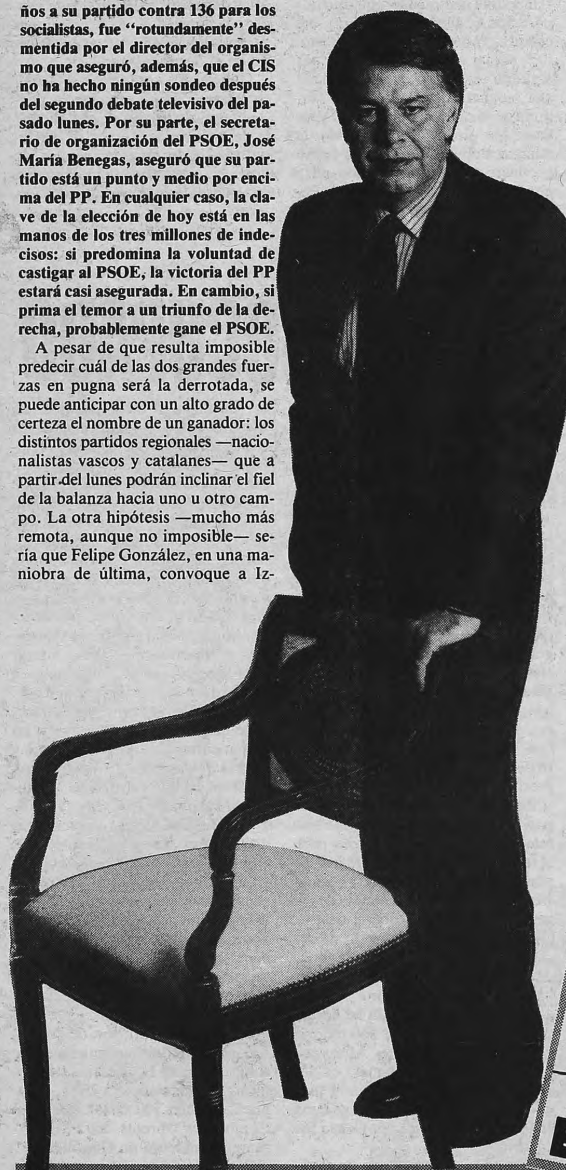 ños a su partido contra 136 para los
socialistas, fue “rotundamente” des-
mentida por el director del organis-
mo que aseguró, además, que el CIS
no ha hecho ningún sondeo después
del segundo debate televisivo del pa-
sado lunes. Por su parte, el secreta-
rio de organización del PSOE, José
María Benegas, aseguró que su par-
tido está un punto y medio por enci-
ma del PP. En cualquier caso, la cla-
ve de la elección de hoy está en las
manos de los tres millones de inde-
cisos: si predomina la voluntad de
castigar al PSOE, la victoria del PP
estará casi asegurada. En cambio, si
prima el temor a un triunfo de la de-
recha, probablemente gane el PSOE.
A pesar de que resulta imposible
predecir cuál de las dos grandes fuer-
zas en pugna será la derrotada, se
puede anticipar con un alto grado de
certeza el nombre de un ganador: los
distintos partidos regionales —nacio-
nalistas vascos y catalanes— que a
partir del lunes podrán inclinar el fiel
de la balanza hacia uno u otro cam-
po. La otra hipótesis —mucho más
remota, aunque no imposible— se-
ría que Felipe González, en una ma-
niobra de última, convoque a Iz-